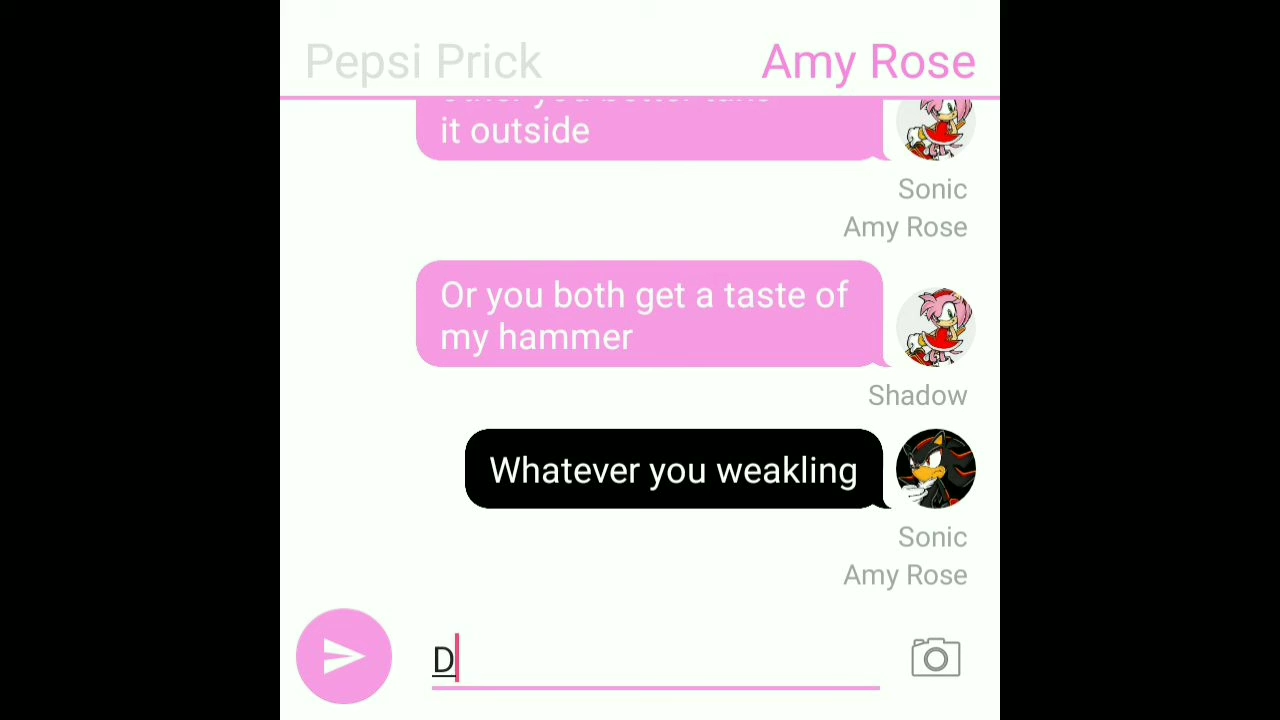 Pepsi Prick
Amy Rose
it outside
Sonic
Amy Rose
Or you both get a taste of
my hammer
Shadow
Whatever you weakling
Sonic
Amy Rose
D